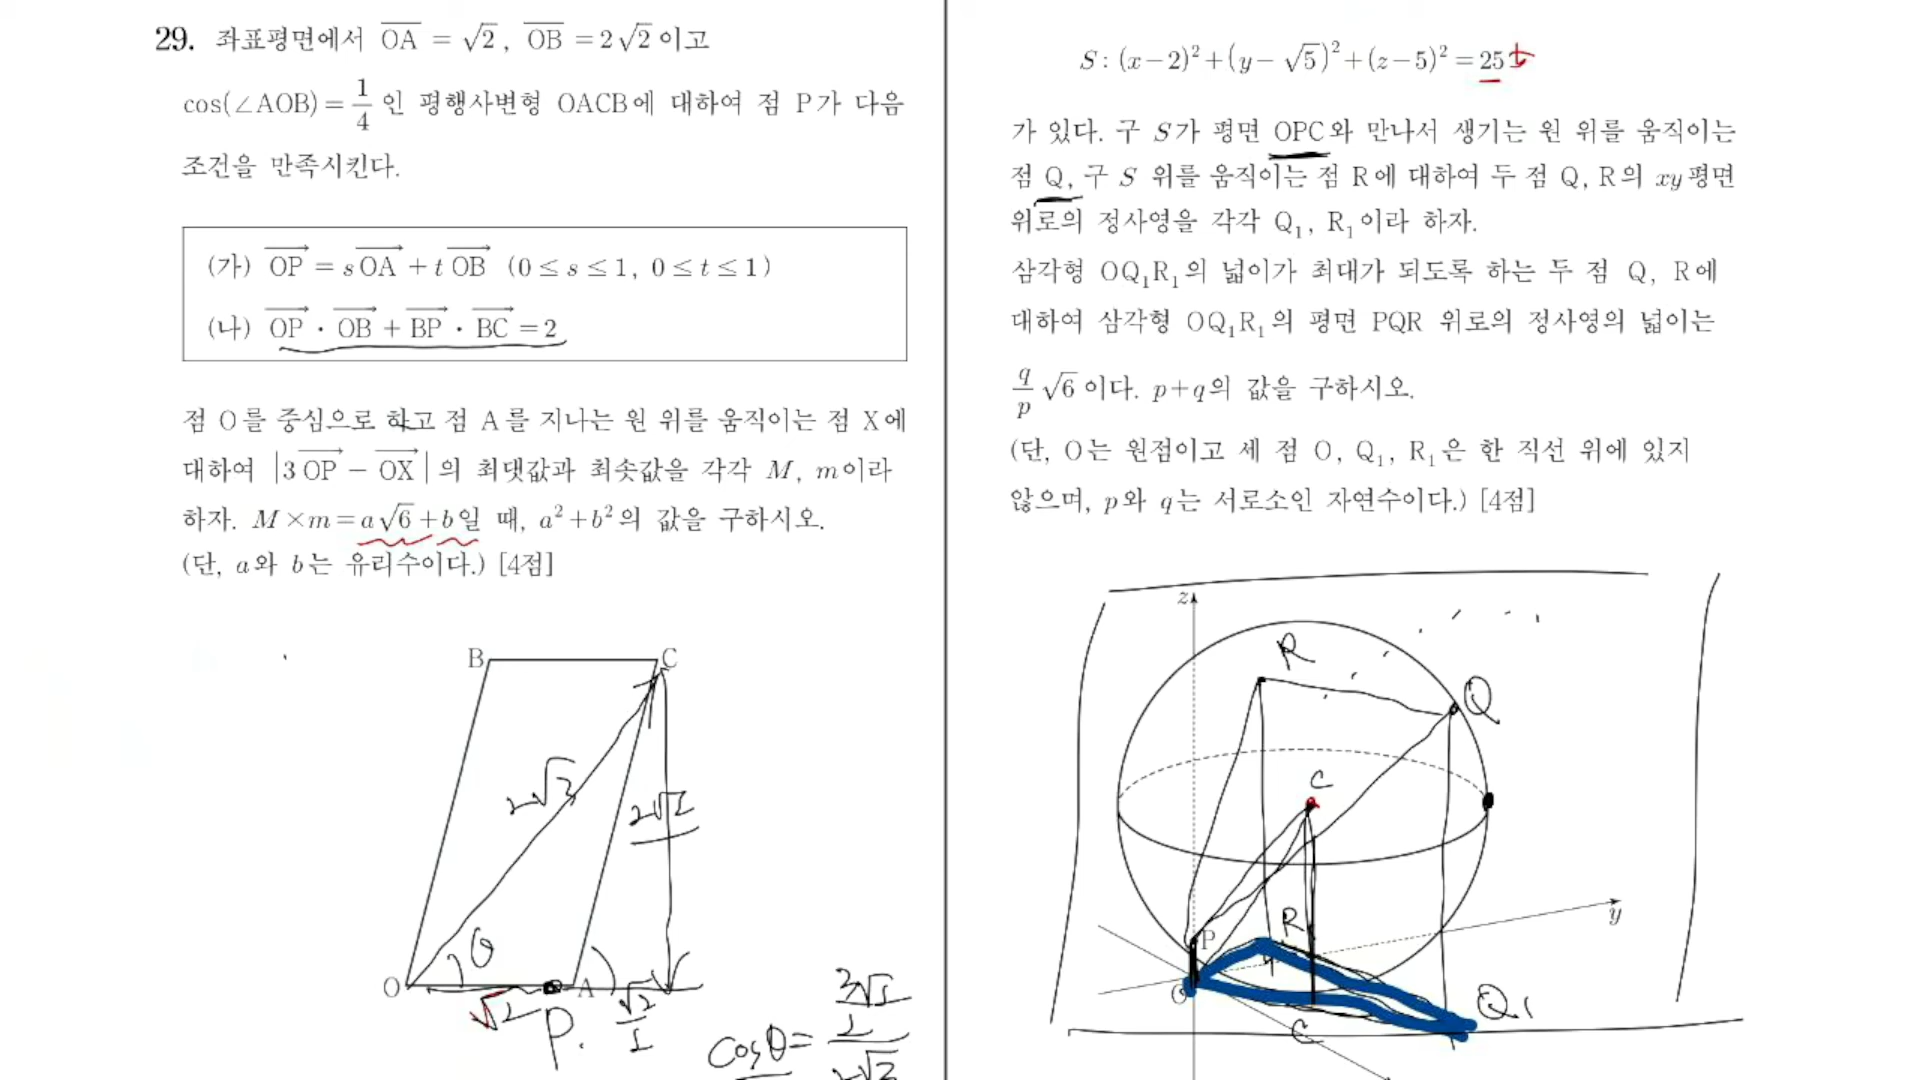 29. 좌표평면에서 OA = √2, OB = 2√2 이고
cos(∠AOB) = 1/4 인 평행사변형 OACB에 대하여 점 P가 다음
조건을 만족시킨다.
(가) OP = sOA + tOB (0 ≤ s ≤ 1, 0 ≤ t ≤ 1)
(나) OP · OB + BP · BC = 2
점 O를 중심으로 하고 점 A를 지나는 원 위를 움직이는 점 X에
대하여 |3OP − OX|의 최댓값과 최솟값을 각각 M, m이라
하자. M×m = a√6 + b일 때, a² + b²의 값을 구하시오.
(단, a와 b는 유리수이다.) [4점]
B
C
2√3
2√2
θ
O
A
√2
P.
√2/2
cosθ =
S : (x−2)² + (y−√5)² + (z−5)² = 25
가 있다. 구 S가 평면 OPC와 만나서 생기는 원 위를 움직이는
점 Q, 구 S 위를 움직이는 점 R에 대하여 두 점 Q, R의 xy평면
위로의 정사영을 각각 Q₁, R₁이라 하자.
삼각형 OQ₁R₁의 넓이가 최대가 되도록 하는 두 점 Q, R에
대하여 삼각형 OQ₁R₁의 평면 PQR 위로의 정사영의 넓이는
q/p √6 이다. p+q의 값을 구하시오.
(단, O는 원점이고 세 점 O, Q₁, R₁은 한 직선 위에 있지
않으며, p와 q는 서로소인 자연수이다.) [4점]
z
R
Q
C
y
P
R
O
Q1
C